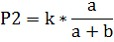 P2 = k * a / (a + b)